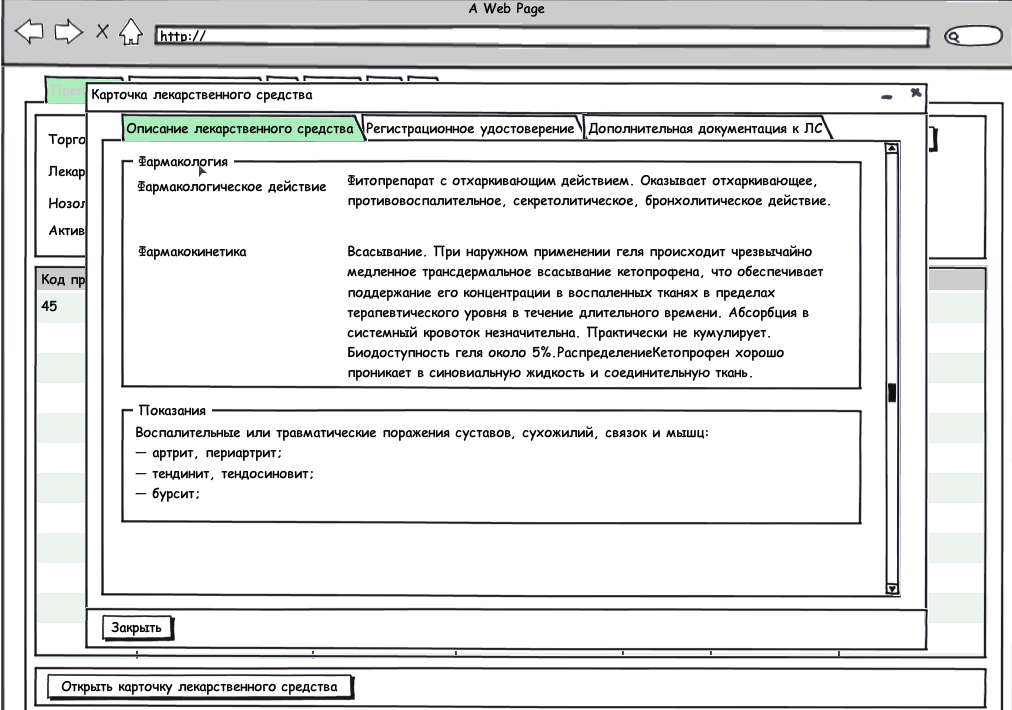 A Web Page
http://
Карточка лекарственного средства
Описание лекарственного средства
Регистрационное удостоверение
Дополнительная документация к ЛС
Торго
Лекар
Нозол
Актив
Код пр
45
Фармакология
Фармакологическое действие
Фитопрепарат с отхаркивающим действием. Оказывает отхаркивающее,
противовоспалительное, секретолитическое, бронхолитическое действие.
Фармакокинетика
Всасывание. При наружном применении геля происходит чрезвычайно
медленное трансдермальное всасывание кетопрофена, что обеспечивает
поддержание его концентрации в воспаленных тканях в пределах
терапевтического уровня в течение длительного времени. Абсорбция в
системный кровоток незначительна. Практически не кумулирует.
Биодоступность геля около 5%.РаспределениеКетопрофен хорошо
проникает в синовиальную жидкость и соединительную ткань.
Показания
Воспалительные или травматические поражения суставов, сухожилий, связок и мышц:
— артрит, периартрит;
— тендинит, тендосиновит;
— бурсит;
Закрыть
Открыть карточку лекарственного средства